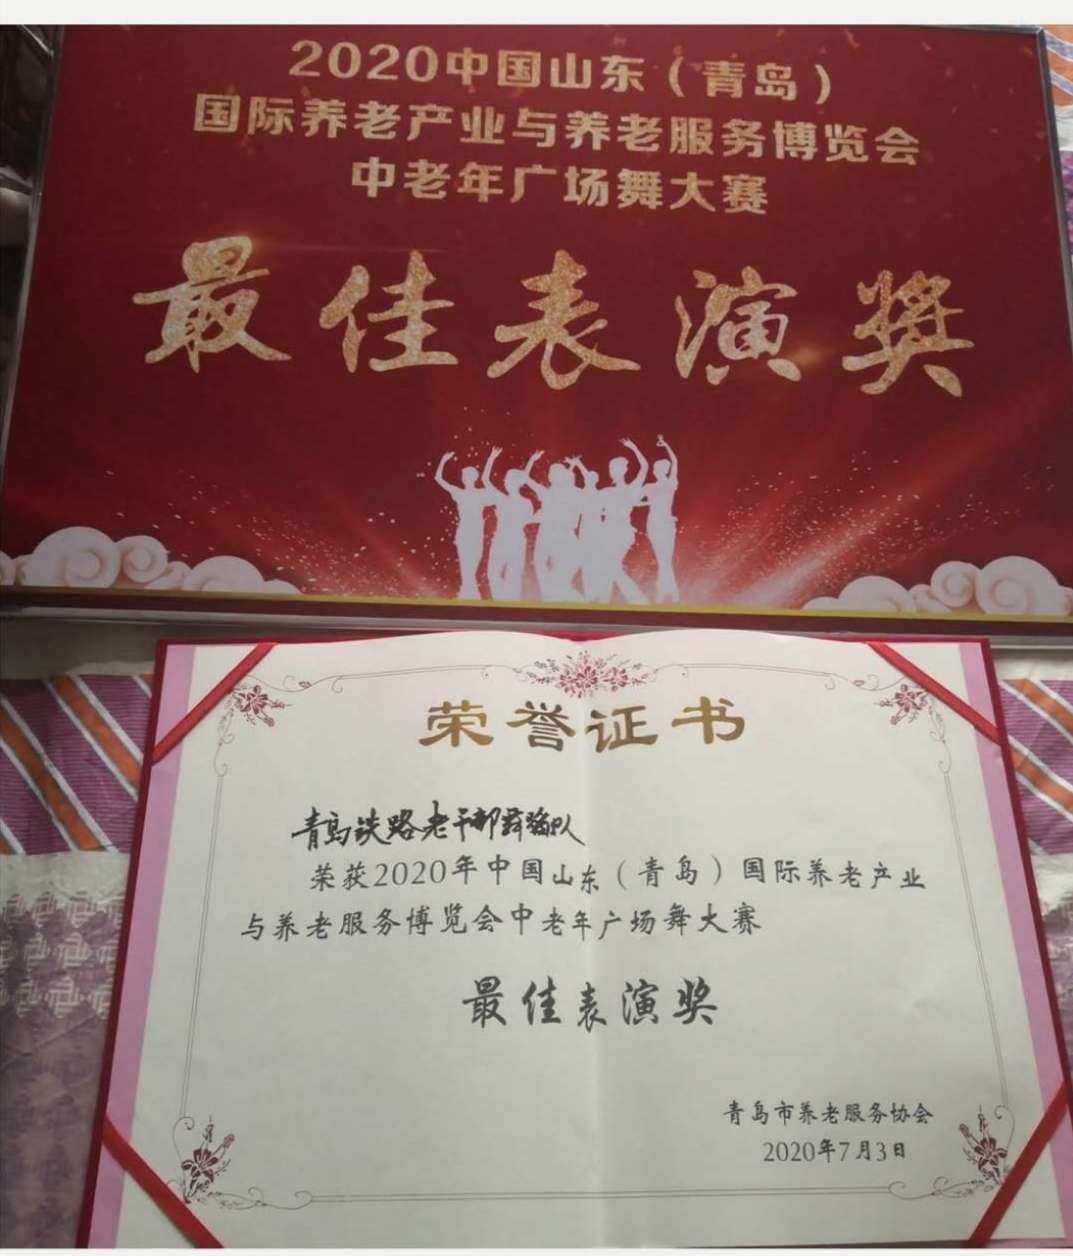 2020中国山东（青岛）
国际养老产业与养老服务博览会
中老年广场舞大赛
最佳表演奖
荣誉证书
青岛铁路老干部舞蹈队
荣获2020年中国山东（青岛）国际养老产业
与养老服务博览会中老年广场舞大赛
最佳表演奖
青岛市养老服务协会
2020年7月3日